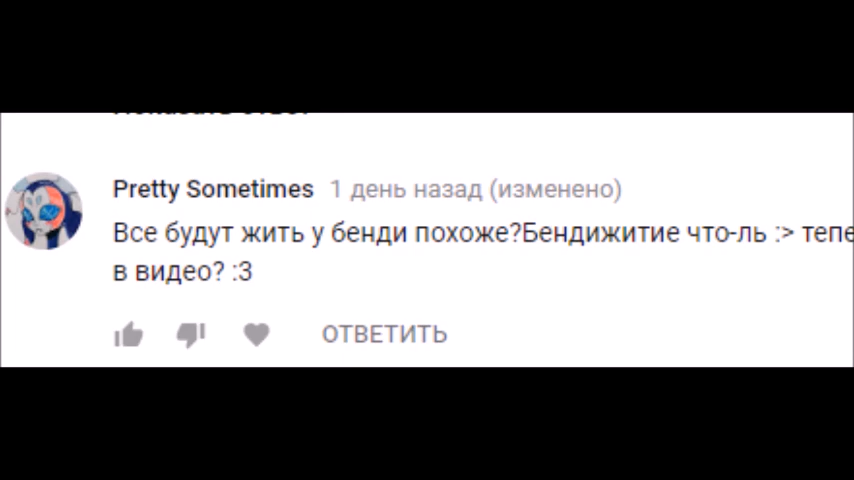 Pretty Sometimes 1 день назад (изменено)
Все будут жить у бенди похоже?Бендижитие что-ль :>
в видео? :3
ОТВЕТИТЬ